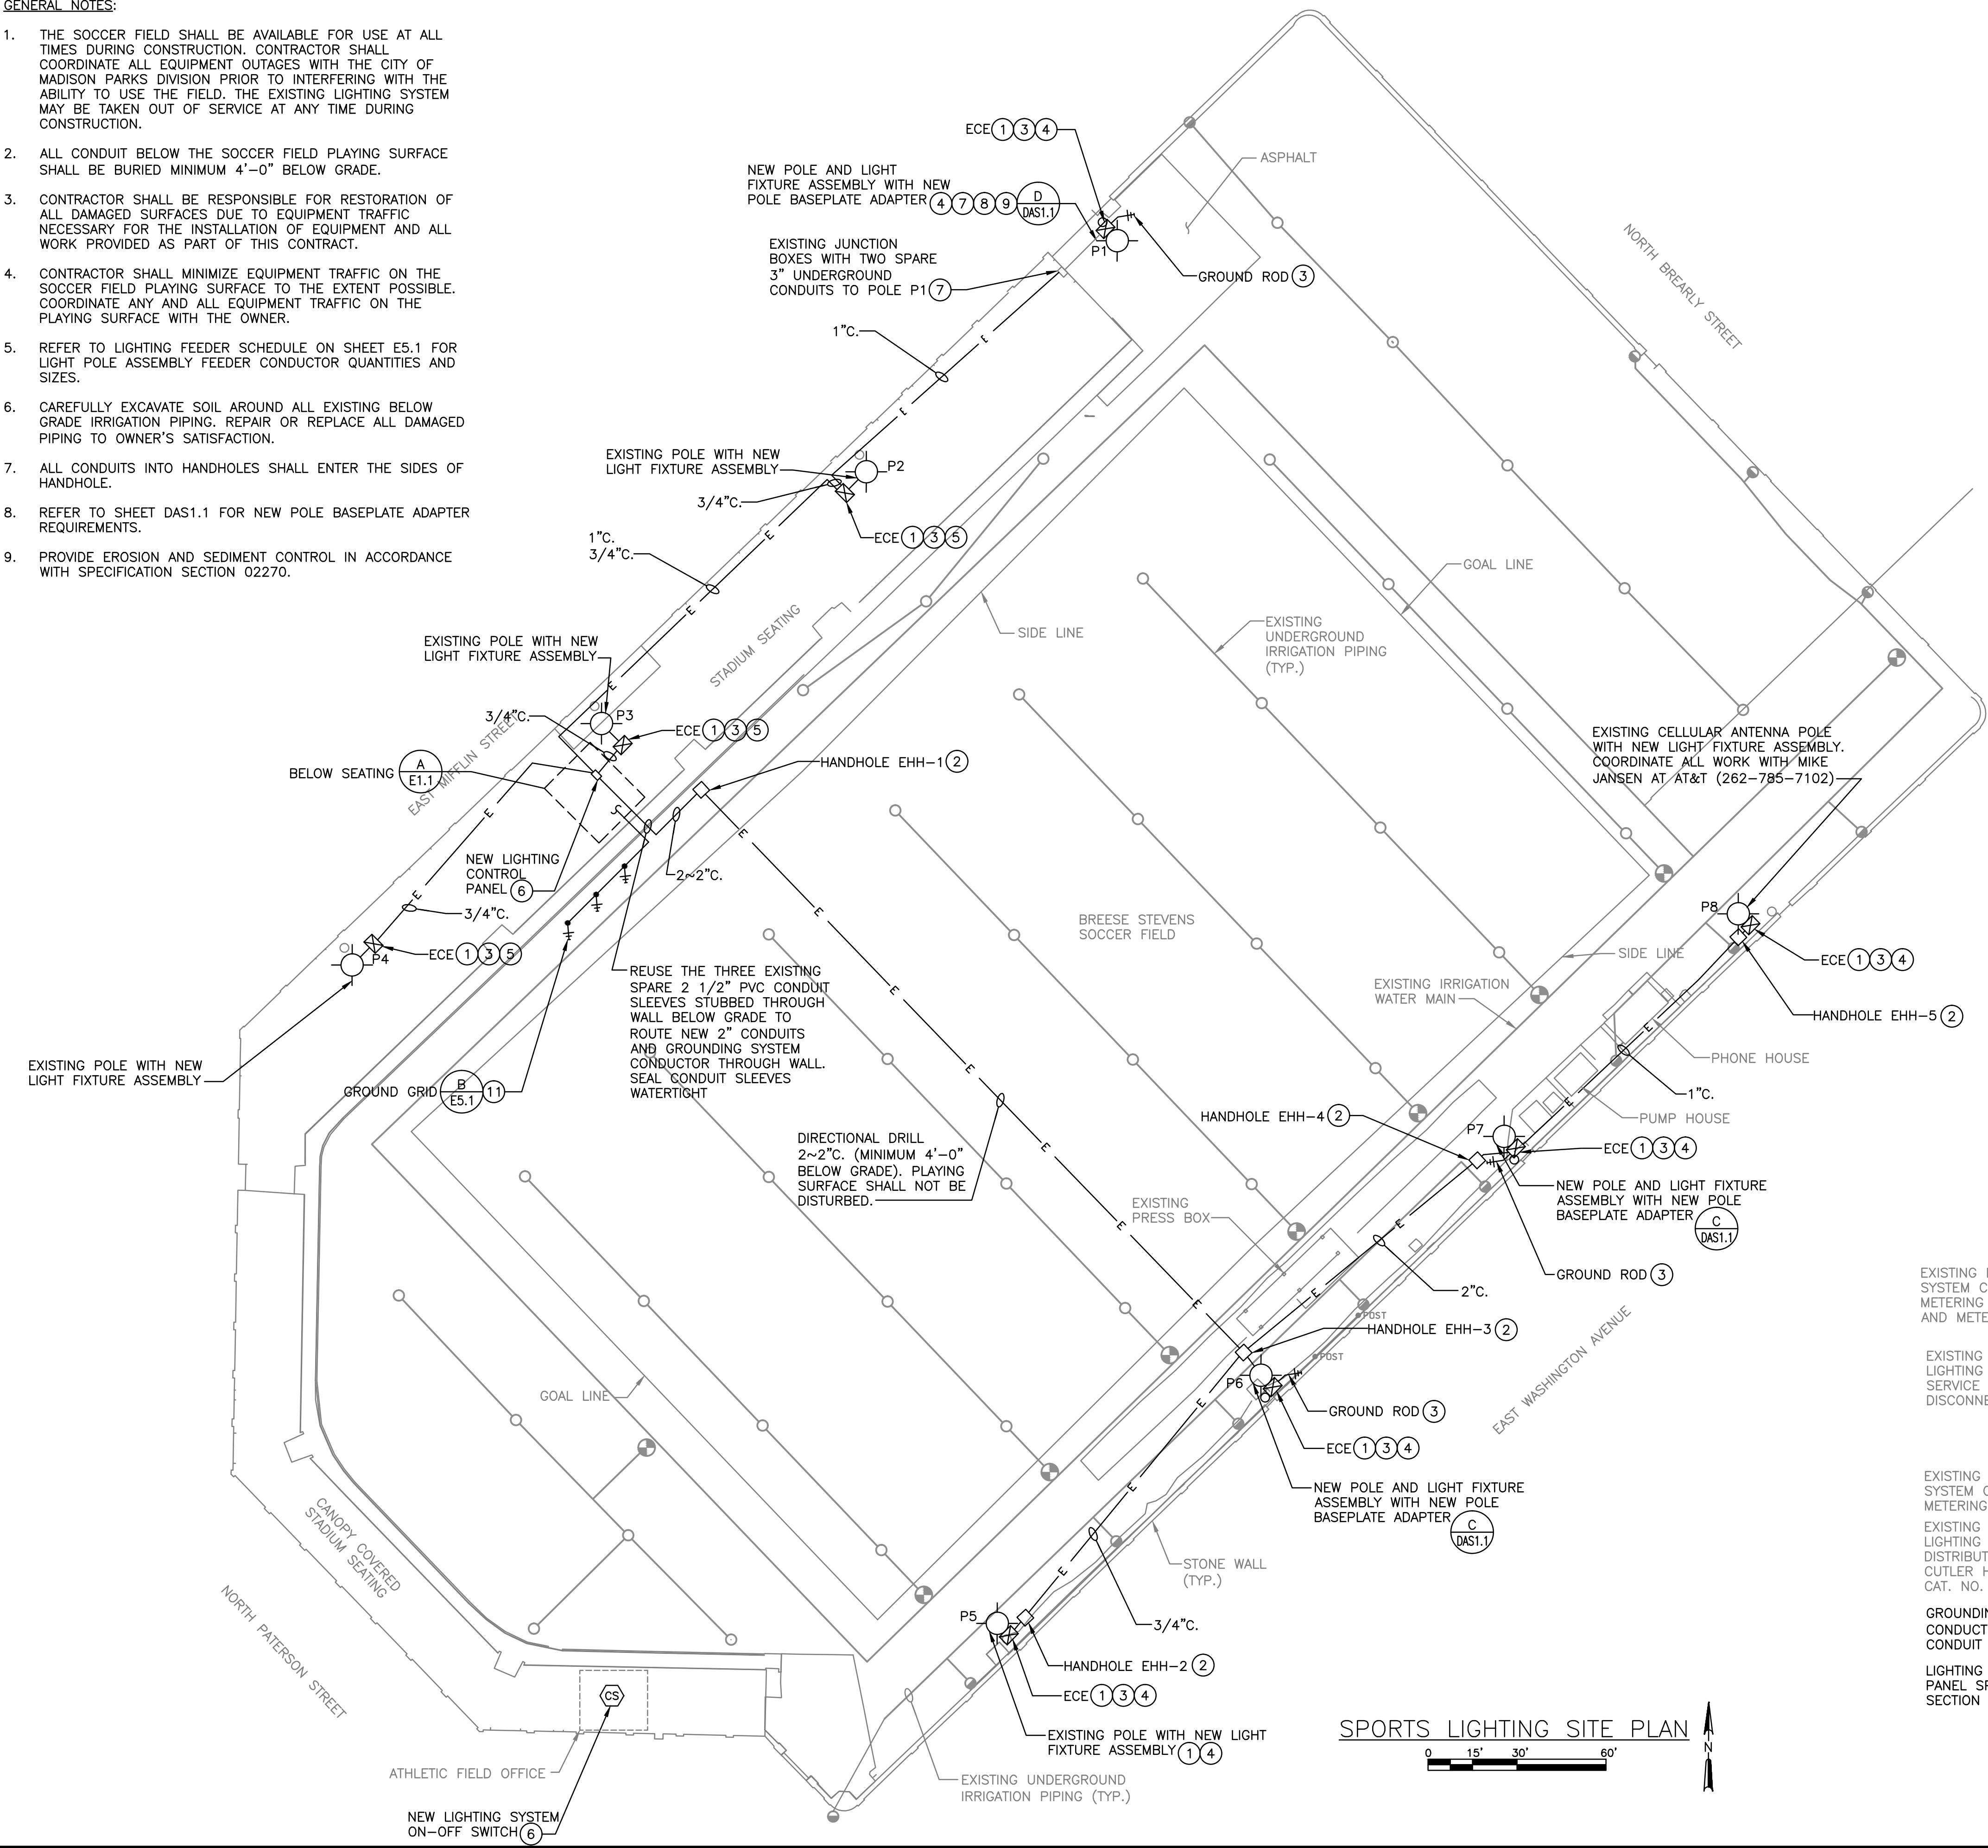 GENERAL NOTES:
1. THE SOCCER FIELD SHALL BE AVAILABLE FOR USE AT ALL
TIMES DURING CONSTRUCTION. CONTRACTOR SHALL
COORDINATE ALL EQUIPMENT OUTAGES WITH THE CITY OF
MADISON PARKS DIVISION PRIOR TO INTERFERING WITH THE
ABILITY TO USE THE FIELD. THE EXISTING LIGHTING SYSTEM
MAY BE TAKEN OUT OF SERVICE AT ANY TIME DURING
CONSTRUCTION.
2. ALL CONDUIT BELOW THE SOCCER FIELD PLAYING SURFACE
SHALL BE BURIED MINIMUM 4'-0" BELOW GRADE.
3. CONTRACTOR SHALL BE RESPONSIBLE FOR RESTORATION OF
ALL DAMAGED SURFACES DUE TO EQUIPMENT TRAFFIC
NECESSARY FOR THE INSTALLATION OF EQUIPMENT AND ALL
WORK PROVIDED AS PART OF THIS CONTRACT.
4. CONTRACTOR SHALL MINIMIZE EQUIPMENT TRAFFIC ON THE
SOCCER FIELD PLAYING SURFACE TO THE EXTENT POSSIBLE.
COORDINATE ANY AND ALL EQUIPMENT TRAFFIC ON THE
PLAYING SURFACE WITH THE OWNER.
5. REFER TO LIGHTING FEEDER SCHEDULE ON SHEET E5.1 FOR
LIGHT POLE ASSEMBLY FEEDER CONDUCTOR QUANTITIES AND
SIZES.
6. CAREFULLY EXCAVATE SOIL AROUND ALL EXISTING BELOW
GRADE IRRIGATION PIPING. REPAIR OR REPLACE ALL DAMAGED
PIPING TO OWNER'S SATISFACTION.
7. ALL CONDUITS INTO HANDHOLES SHALL ENTER THE SIDES OF
HANDHOLE.
8. REFER TO SHEET DAS1.1 FOR NEW POLE BASEPLATE ADAPTER
REQUIREMENTS.
9. PROVIDE EROSION AND SEDIMENT CONTROL IN ACCORDANCE
WITH SPECIFICATION SECTION 02270.
ECE 1 3 4
ASPHALT
NEW POLE AND LIGHT
FIXTURE ASSEMBLY WITH NEW
POLE BASEPLATE ADAPTER 4 7 8 9 D
DAS1.1
P1
GROUND ROD 3
EXISTING JUNCTION
BOXES WITH TWO SPARE
3" UNDERGROUND
CONDUITS TO POLE P1 7
NORTH BREARLY STREET
1"C.
E
E
EXISTING POLE WITH NEW
LIGHT FIXTURE ASSEMBLY
P2
3/4"C.
ECE 1 3 5
E
1"C.
3/4"C.
E
GOAL LINE
STADIUM SEATING
SIDE LINE
EXISTING
UNDERGROUND
IRRIGATION PIPING
(TYP.)
EXISTING POLE WITH NEW
LIGHT FIXTURE ASSEMBLY
E
3/4"C.
P3
ECE 1 3 5
BELOW SEATING A
E1.1
EAST MIFFLIN STREET
HANDHOLE EHH-1 2
EXISTING CELLULAR ANTENNA POLE
WITH NEW LIGHT FIXTURE ASSEMBLY.
COORDINATE ALL WORK WITH MIKE
JANSEN AT AT&T (262-785-7102)
E
E
NEW LIGHTING
CONTROL
PANEL 6
2~2"C.
E
3/4"C.
E
P4
ECE 1 3 5
BREESE STEVENS
SOCCER FIELD
P8
SIDE LINE
ECE 1 3 4
REUSE THE THREE EXISTING
SPARE 2 1/2" PVC CONDUIT
SLEEVES STUBBED THROUGH
WALL BELOW GRADE TO
ROUTE NEW 2" CONDUITS
AND GROUNDING SYSTEM
CONDUCTOR THROUGH WALL.
SEAL CONDUIT SLEEVES
WATERTIGHT
E
EXISTING IRRIGATION
WATER MAIN
HANDHOLE EHH-5 2
E
PHONE HOUSE
EXISTING POLE WITH NEW
LIGHT FIXTURE ASSEMBLY
GROUND GRID B
E5.1
11
E
1"C.
E
PUMP HOUSE
HANDHOLE EHH-4 2
P7
ECE 1 3 4
DIRECTIONAL DRILL
2~2"C. (MINIMUM 4'-0"
BELOW GRADE). PLAYING
SURFACE SHALL NOT BE
DISTURBED.
E
NEW POLE AND LIGHT FIXTURE
ASSEMBLY WITH NEW POLE
BASEPLATE ADAPTER C
DAS1.1
EXISTING
PRESS BOX
E
E
GROUND ROD 3
2"C.
E
E
POST
HANDHOLE EHH-3 2
POST
EAST WASHINGTON AVENUE
P6
GOAL LINE
GROUND ROD 3
E
ECE 1 3 4
E
NEW POLE AND LIGHT FIXTURE
ASSEMBLY WITH NEW POLE
BASEPLATE ADAPTER C
DAS1.1
CANOPY COVERED
STADIUM SEATING
STONE WALL
(TYP.)
E
NORTH PATERSON STREET
P5
3/4"C.
HANDHOLE EHH-2 2
ECE 1 3 4
CS
EXISTING POLE WITH NEW LIGHT
FIXTURE ASSEMBLY 1 4
ATHLETIC FIELD OFFICE
EXISTING UNDERGROUND
IRRIGATION PIPING (TYP.)
NEW LIGHTING SYSTEM
ON-OFF SWITCH 6
SPORTS LIGHTING SITE PLAN
N
0 15' 30' 60'
EXISTING
SYSTEM
METERING
AND
EXISTING
LIGHTING
SERVICE
EXISTING
SYSTEM
METERING
EXISTING
LIGHTING
CUTLER
CAT. NO.
CONDUIT
LIGHTING
PANEL
SECTION